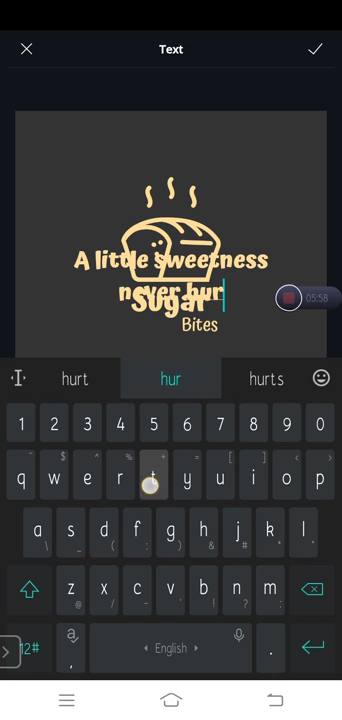 Text
A little sweetness
never hur
Sugar
Bites
05:58
hurt hur hurts
1 2 3 4 5 6 7 8 9 0
q w e r t y u i o p
a s d f g h j k l
z x c v b n m
12# , English .